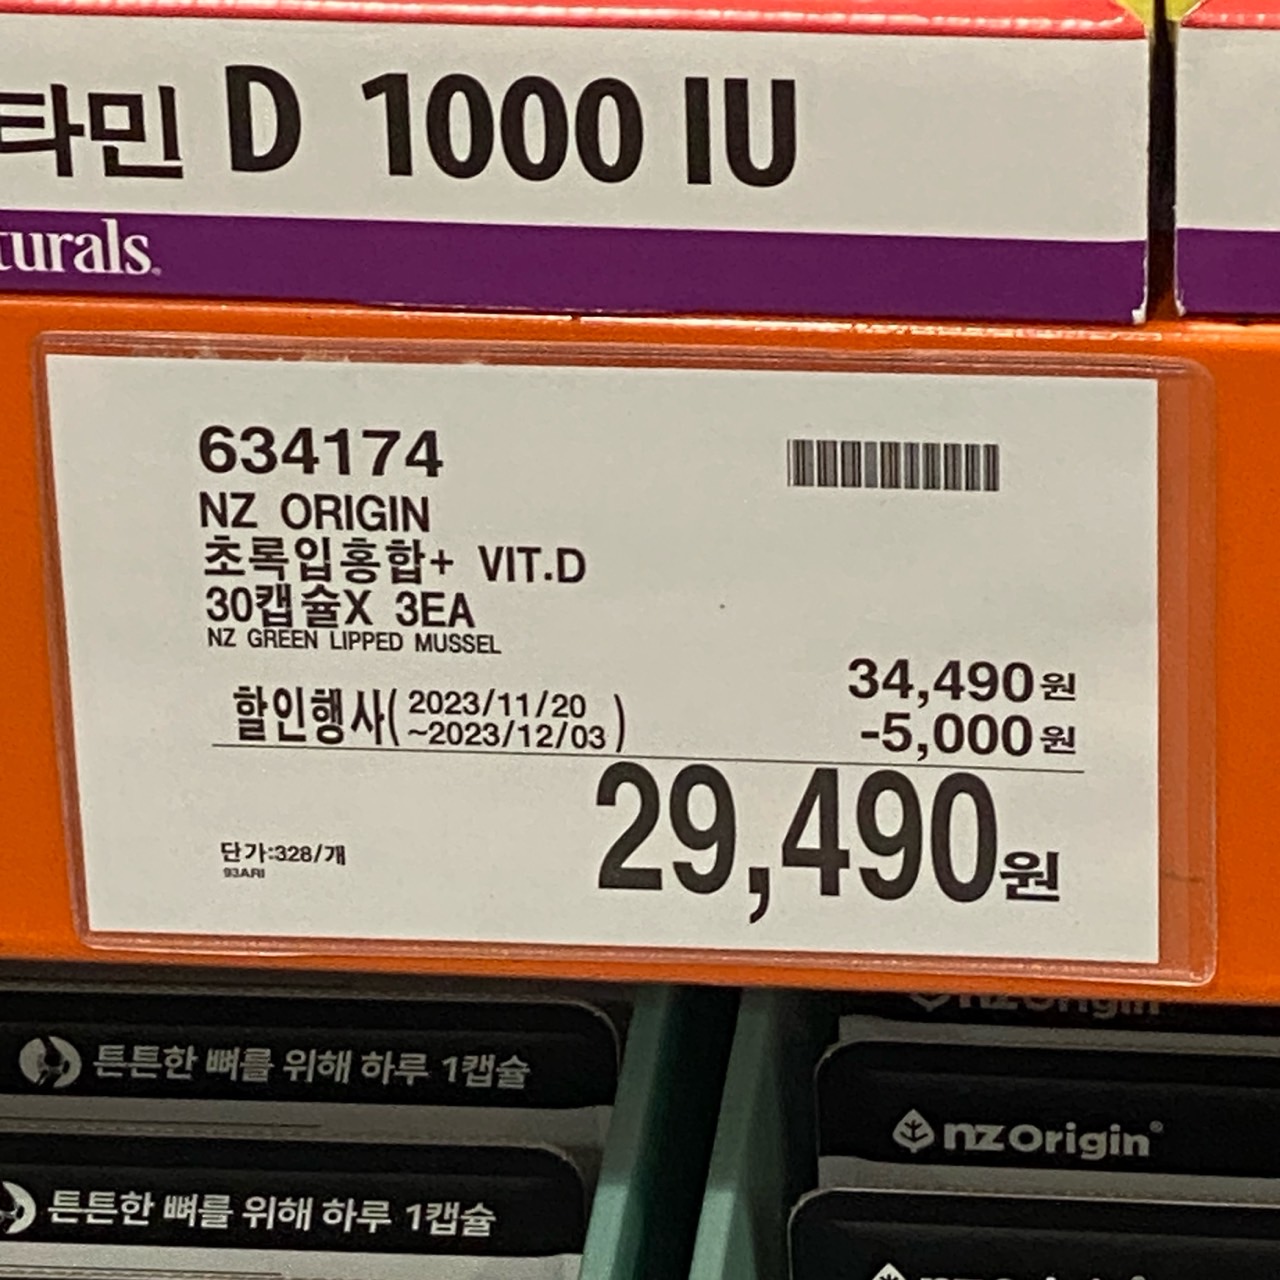 타민 D 1000 IU
turals.
634174
NZ ORIGIN
초록입홍합+ VIT.D
30캡슐X 3EA
NZ GREEN LIPPED MUSSEL
34,490원
할인행사( 2023/11/20 ~2023/12/03 )
-5,000원
29,490원
단가:328/개
93ARI
nzorigin
튼튼한 뼈를 위해 하루 1캡슐
nzorigin®
튼튼한 뼈를 위해 하루 1캡슐